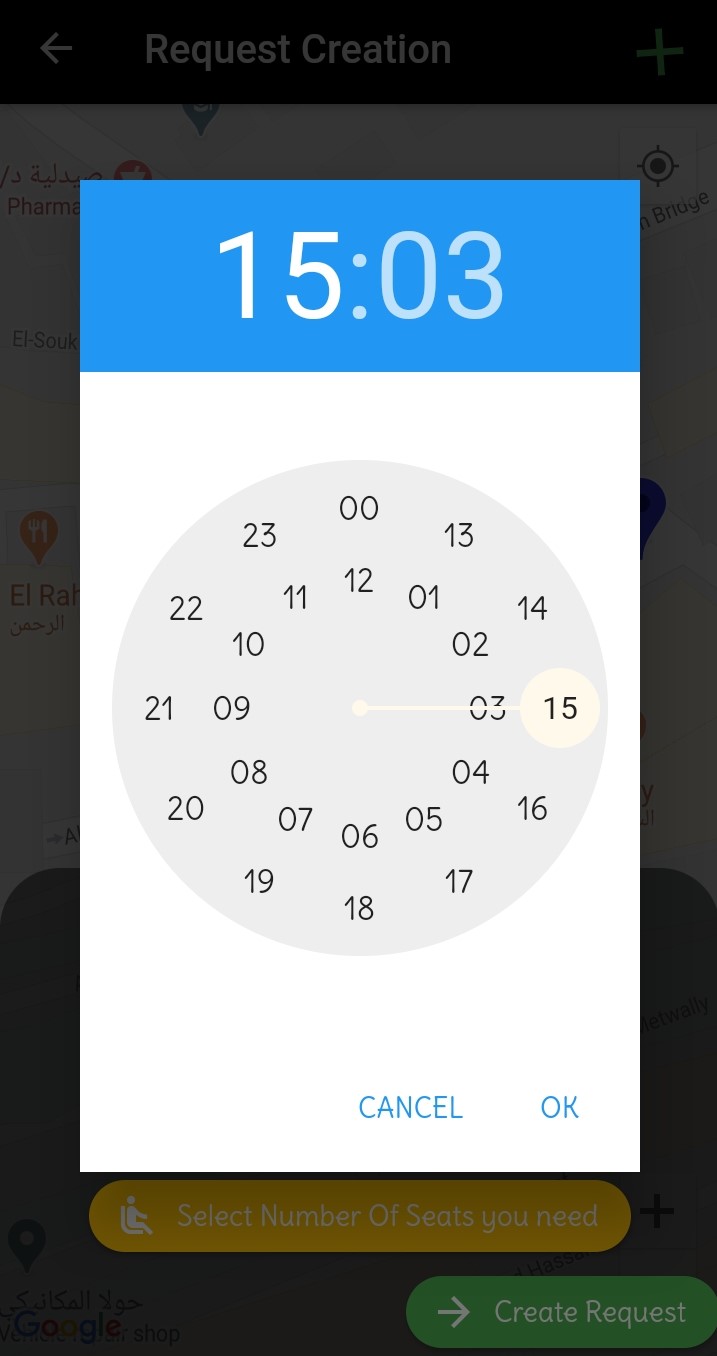 Request Creation
صيدلية د/
Pharma
n Bridge
15:03
El-Souk
00
23
13
12
11
01
22
14
10
02
21
09
03
15
08
04
20
16
07
05
06
19
17
18
El Rah
الرحمن
y
Metwally
CANCEL
OK
Select Number Of Seats you need
Create Request
حولا المكانيكي
Google
shop